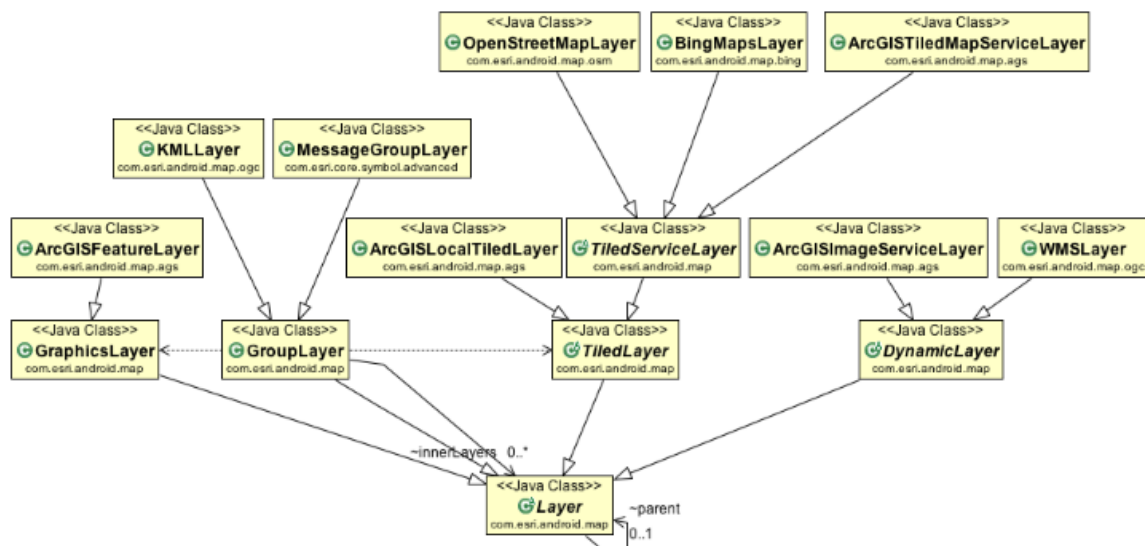 <<Java Class>>
OpenStreetMapLayer
com.esri.android.map.osm
<<Java Class>>
BingMapsLayer
com.esri.android.map.bing
<<Java Class>>
ArcGISTiledMapServiceLayer
com.esri.android.map.ags
<<Java Class>>
KMLLayer
com.esri.android.map.ogc
<<Java Class>>
MessageGroupLayer
com.esri.core.symbol.advanced
<<Java Class>>
ArcGISFeatureLayer
com.esri.android.map.ags
<<Java Class>>
ArcGISLocalTiledLayer
com.esri.android.map.ags
<<Java Class>>
TiledServiceLayer
com.esri.android.map
<<Java Class>>
ArcGISImageServiceLayer
com.esri.android.map.ags
<<Java Class>>
WMSLayer
com.esri.android.map.ogc
<<Java Class>>
GraphicsLayer
com.esri.android.map
<<Java Class>>
GroupLayer
com.esri.android.map
<<Java Class>>
TiledLayer
com.esri.android.map
<<Java Class>>
DynamicLayer
com.esri.android.map
~innerLayers 0..*
<<Java Class>>
Layer
com.esri.android.map
~parent
0..1